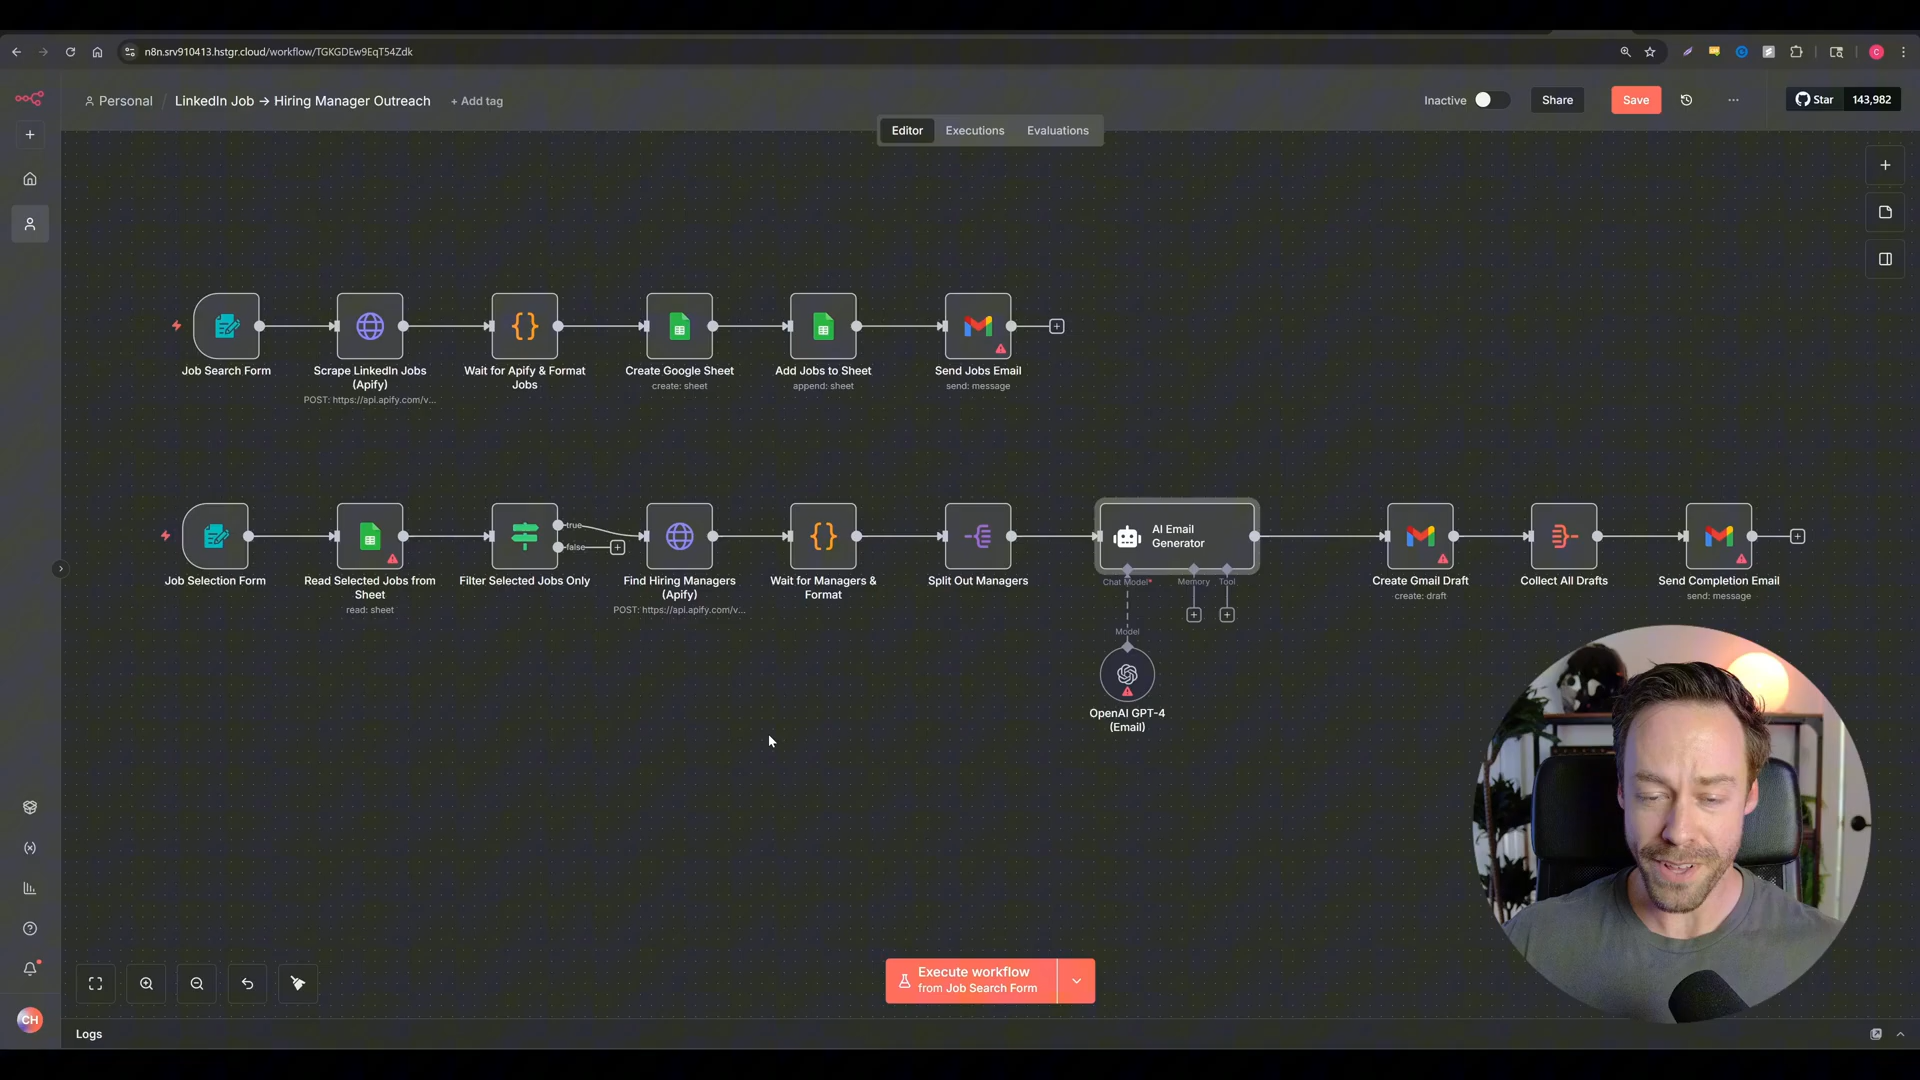 n8n.srv910413.hstgr.cloud/workflow/TGKGDEw9EqT54Zdk
C
Personal / LinkedIn Job → Hiring Manager Outreach + Add tag
Inactive
Share
Save
...
Star 143,982
Editor Executions Evaluations
Job Search Form
Scrape LinkedIn Jobs
(Apify)
POST: https://api.apify.com/v...
Wait for Apify & Format
Jobs
Create Google Sheet
create: sheet
Add Jobs to Sheet
append: sheet
Send Jobs Email
send: message
Job Selection Form
Read Selected Jobs from
Sheet
read: sheet
true
false
Filter Selected Jobs Only
Find Hiring Managers
(Apify)
POST: https://api.apify.com/v...
Wait for Managers &
Format
Split Out Managers
AI Email
Generator
Chat Model*
Memory
Tool
Model
OpenAI GPT-4
(Email)
Create Gmail Draft
create: draft
Collect All Drafts
Send Completion Email
send: message
Execute workflow
from Job Search Form
CH
Logs